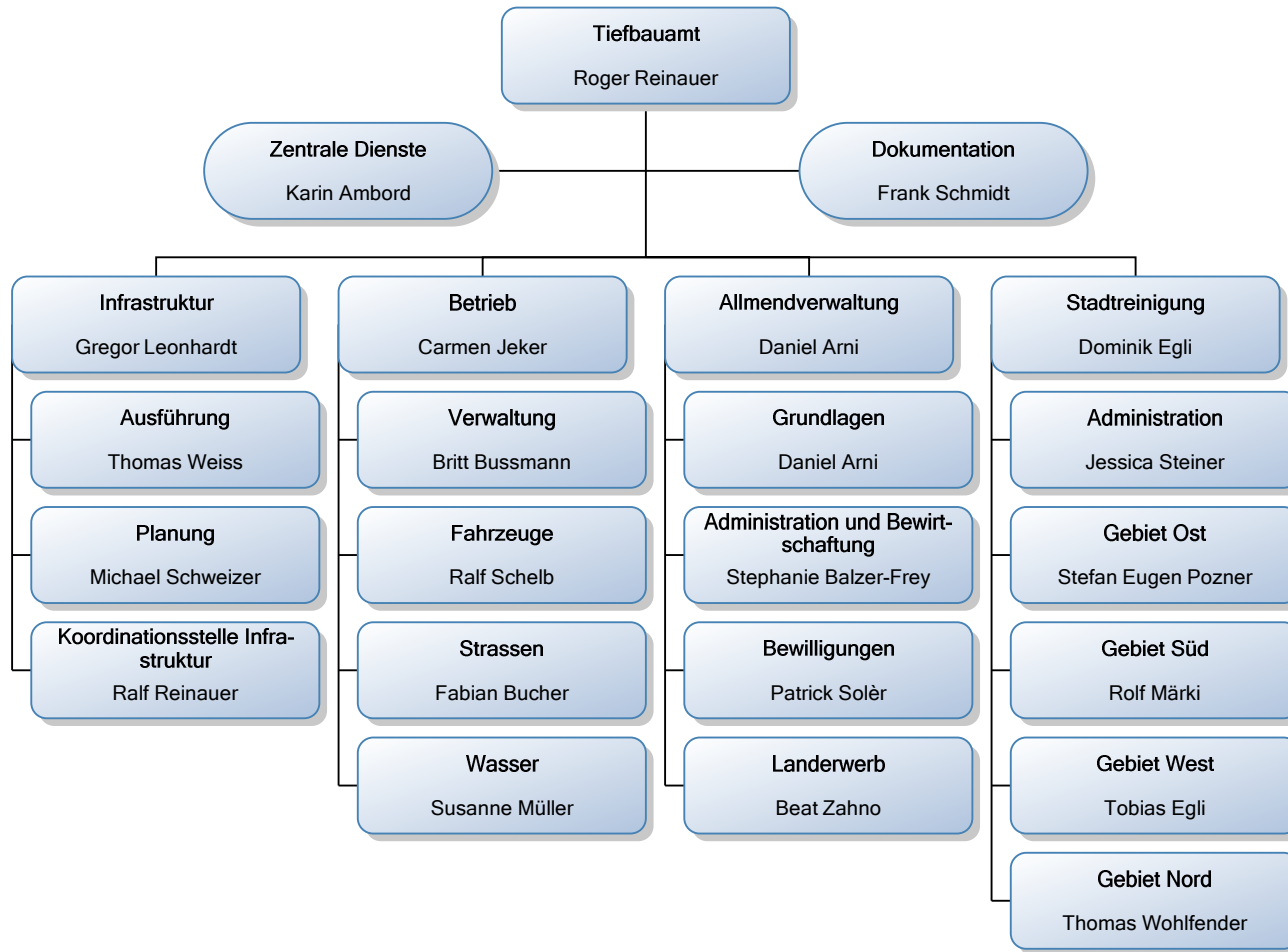 Tiefbauamt
Roger Reinauer
Zentrale Dienste
Karin Ambord
Dokumentation
Frank Schmidt
Infrastruktur
Gregor Leonhardt
Ausführung
Thomas Weiss
Planung
Michael Schweizer
Koordinationsstelle Infra-
struktur
Ralf Reinauer
Betrieb
Carmen Jeker
Verwaltung
Britt Bussmann
Fahrzeuge
Ralf Schelb
Strassen
Fabian Bucher
Wasser
Susanne Müller
Allmendverwaltung
Daniel Arni
Grundlagen
Daniel Arni
Administration und Bewirt-
schaftung
Stephanie Balzer-Frey
Bewilligungen
Patrick Solèr
Landerwerb
Beat Zahno
Stadtreinigung
Dominik Egli
Administration
Jessica Steiner
Gebiet Ost
Stefan Eugen Pozner
Gebiet Süd
Rolf Märki
Gebiet West
Tobias Egli
Gebiet Nord
Thomas Wohlfender